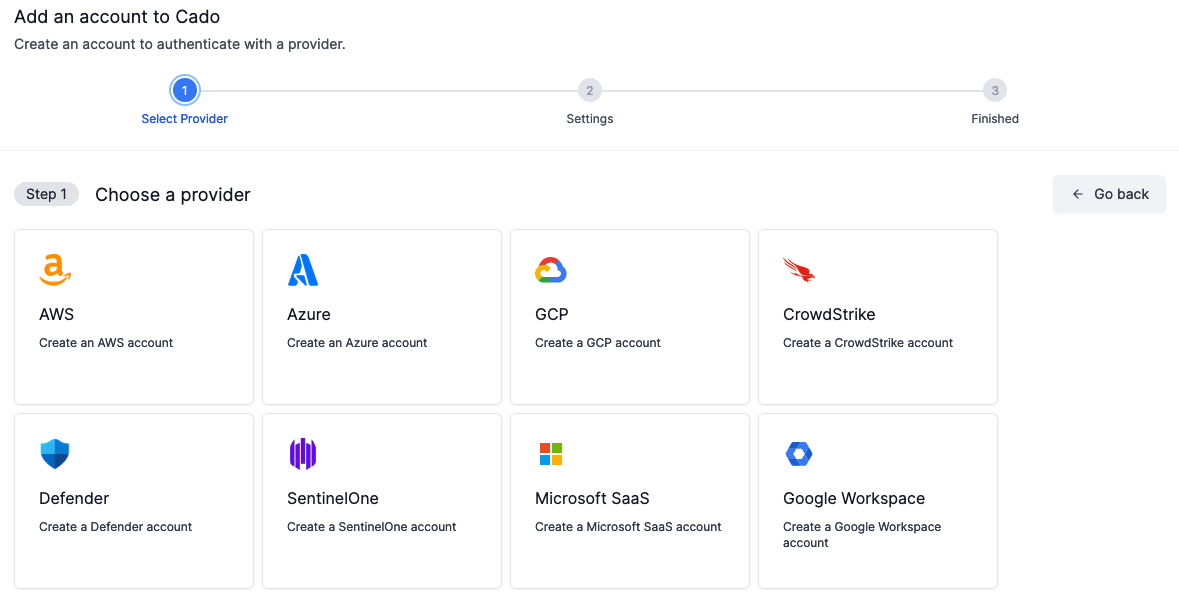 Add an account to Cado
Create an account to authenticate with a provider.
1
2
3
Select Provider
Settings
Finished
Step 1
Choose a provider
Go back
AWS
Create an AWS account
Azure
Create an Azure account
GCP
Create a GCP account
CrowdStrike
Create a CrowdStrike account
Defender
Create a Defender account
SentinelOne
Create a SentinelOne account
Microsoft SaaS
Create a Microsoft SaaS account
Google Workspace
Create a Google Workspace
account